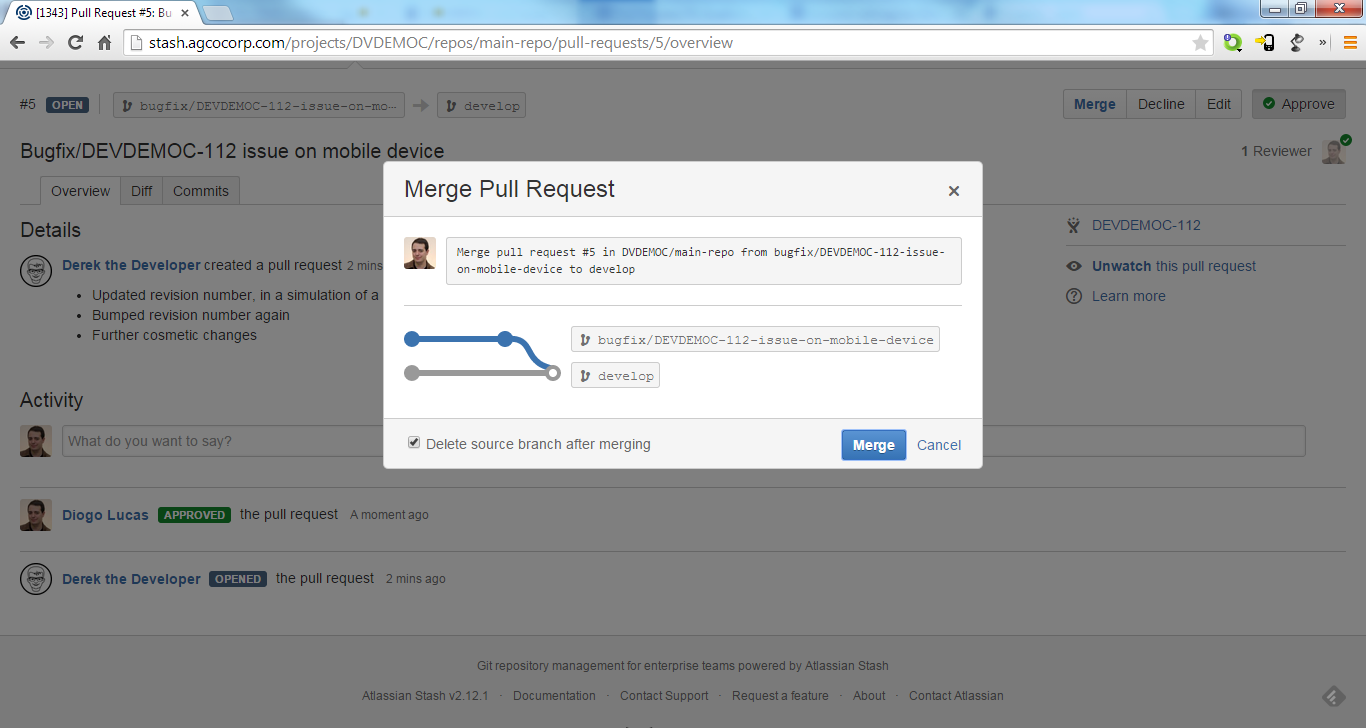 [1343] Pull Request #5: Bu
stash.agcocorp.com/projects/DVDEMOC/repos/main-repo/pull-requests/5/overview
#5 OPEN bugfix/DEVDEMOC-112-issue-on-mo... develop Merge Decline Edit Approve
Bugfix/DEVDEMOC-112 issue on mobile device
1 Reviewer
Overview Diff Commits
Merge Pull Request
Details
Derek the Developer created a pull request 2 mins
Updated revision number, in a simulation of a
Bumped revision number again
Further cosmetic changes
Merge pull request #5 in DVDEMOC/main-repo from bugfix/DEVDEMOC-112-issue-
on-mobile-device to develop
bugfix/DEVDEMOC-112-issue-on-mobile-device
develop
Delete source branch after merging
Merge Cancel
DEVDEMOC-112
Unwatch this pull request
Learn more
Activity
What do you want to say?
Diogo Lucas APPROVED the pull request A moment ago
Derek the Developer OPENED the pull request 2 mins ago
Git repository management for enterprise teams powered by Atlassian Stash
Atlassian Stash v2.12.1 · Documentation · Contact Support · Request a feature · About · Contact Atlassian